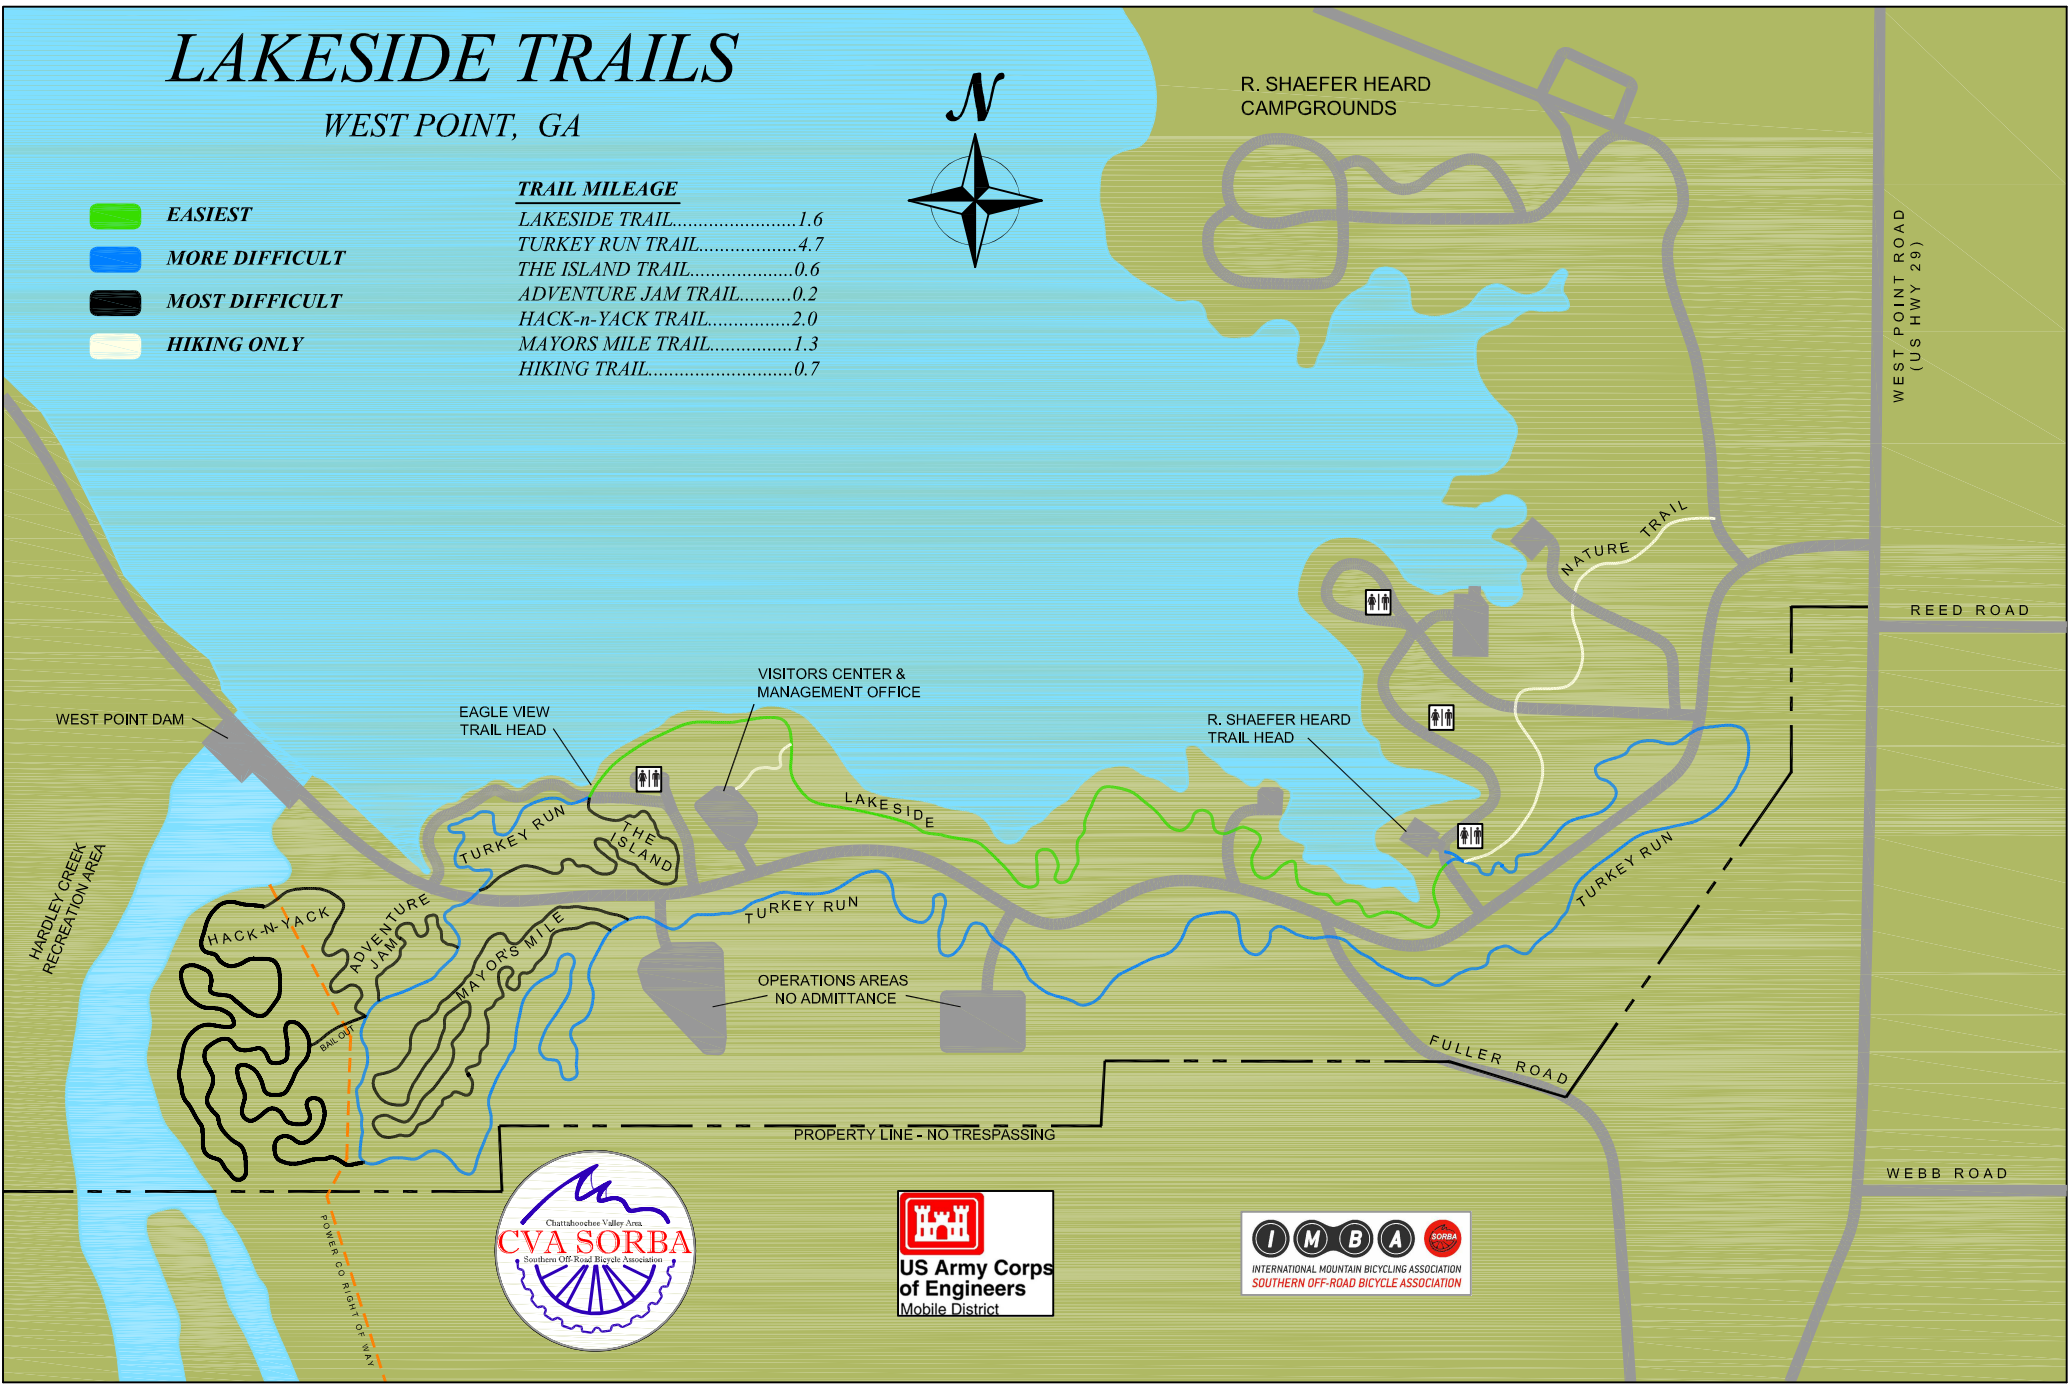 LAKESIDE TRAILS
WEST POINT, GA
N
EASIEST
MORE DIFFICULT
MOST DIFFICULT
HIKING ONLY
TRAIL MILEAGE
LAKESIDE TRAIL........................1.6
TURKEY RUN TRAIL...................4.7
THE ISLAND TRAIL....................0.6
ADVENTURE JAM TRAIL..........0.2
HACK-n-YACK TRAIL................2.0
MAYORS MILE TRAIL................1.3
HIKING TRAIL............................0.7
R. SHAEFER HEARD
CAMPGROUNDS
WEST POINT ROAD
(US HWY 29)
NATURE TRAIL
REED ROAD
VISITORS CENTER &
MANAGEMENT OFFICE
EAGLE VIEW
TRAIL HEAD
WEST POINT DAM
R. SHAEFER HEARD
TRAIL HEAD
LAKESIDE
TURKEY RUN
THE
ISLAND
TURKEY RUN
TURKEY RUN
HARDLEY CREEK
RECREATION AREA
HACK-N-YACK
ADVENTURE
JAM
MAYOR'S MILE
BAIL OUT
OPERATIONS AREAS
NO ADMITTANCE
FULLER ROAD
PROPERTY LINE - NO TRESPASSING
WEBB ROAD
POWER CO RIGHT OF WAY
Chattahoochee Valley Area
CVA SORBA
Southern Off-Road Bicycle Association
US Army Corps
of Engineers
Mobile District
I M B A SORBA
INTERNATIONAL MOUNTAIN BICYCLING ASSOCIATION
SOUTHERN OFF-ROAD BICYCLE ASSOCIATION